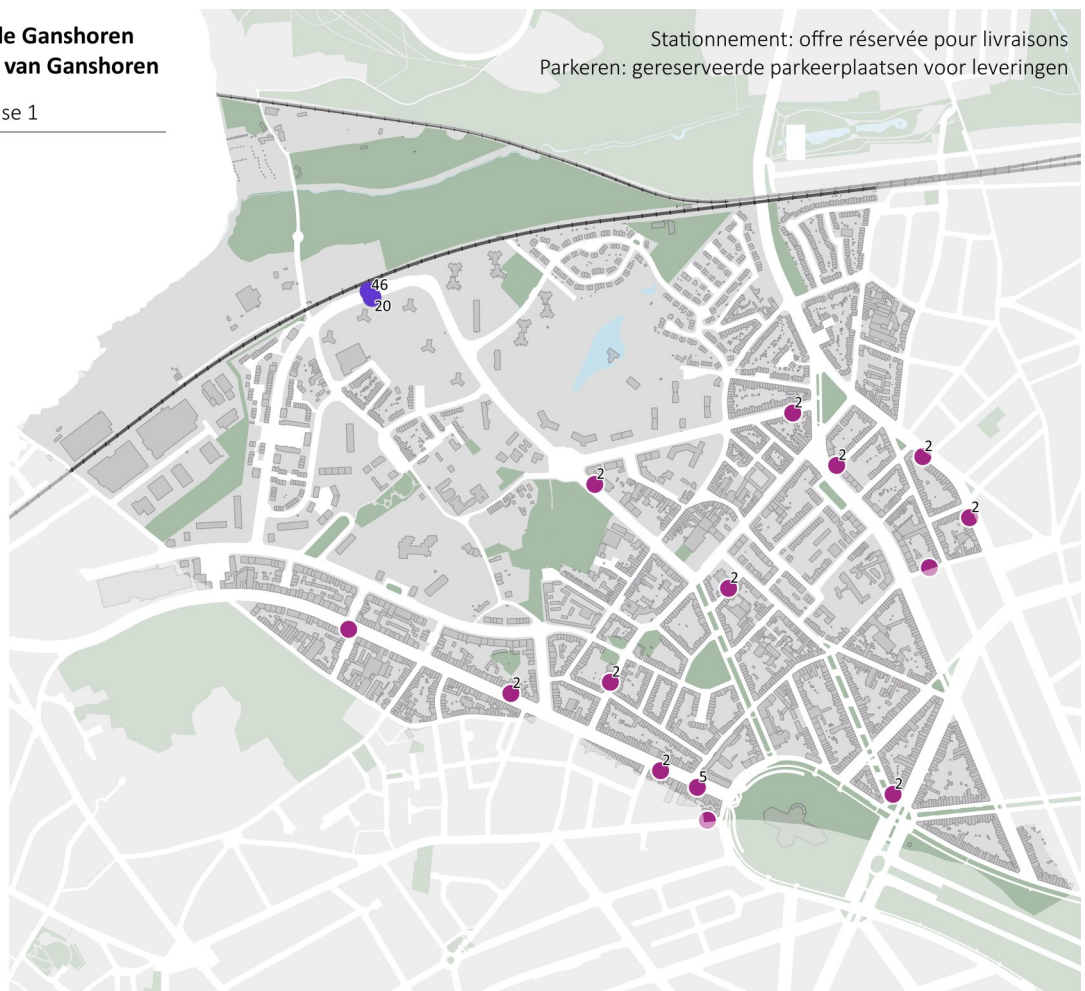 de Ganshoren
van Ganshoren
se 1
Stationnement: offre réservée pour livraisons
Parkeren: gereserveerde parkeerplaatsen voor leveringen
46
20
2
2
2
2
2
2
2
2
2
5
2